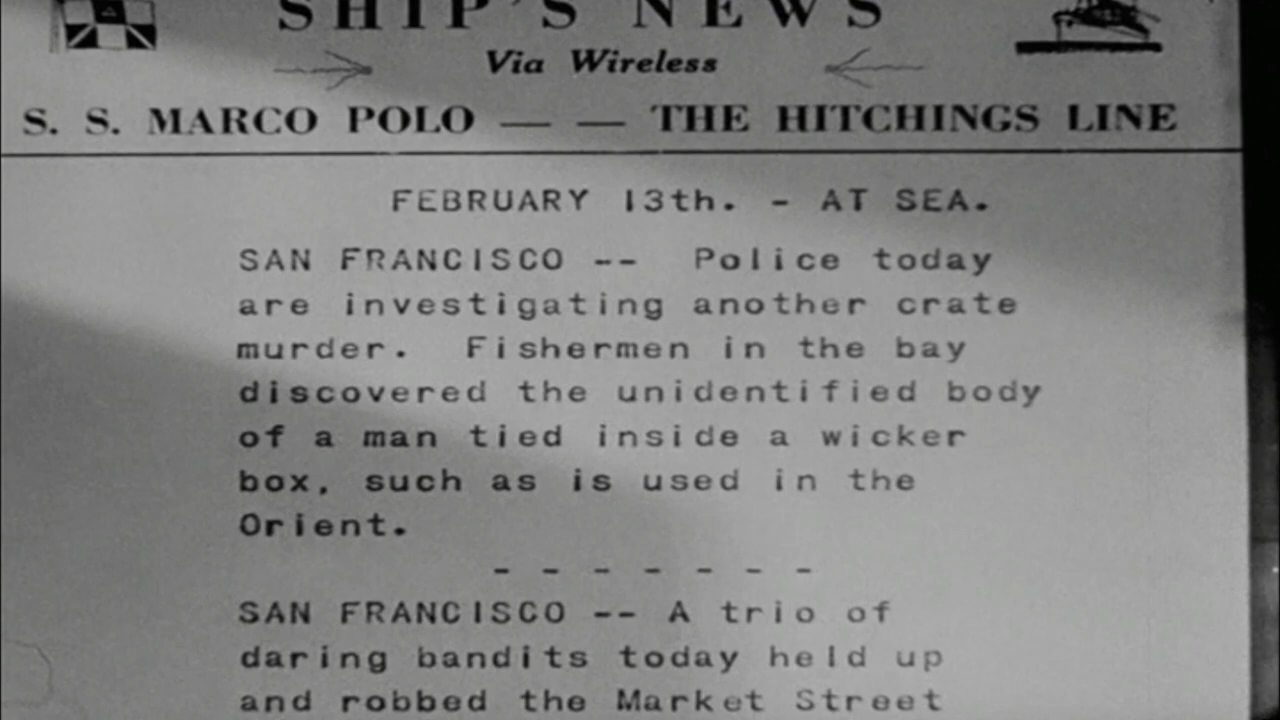 SHIP'S NEWS
Via Wireless
S. S. MARCO POLO — — THE HITCHINGS LINE
FEBRUARY 13th. - AT SEA.
SAN FRANCISCO -- Police today
are investigating another crate
murder. Fishermen in the bay
discovered the unidentified body
of a man tied inside a wicker
box, such as is used in the
Orient.
- - - - - - -
SAN FRANCISCO -- A trio of
daring bandits today held up
and robbed the Market Street